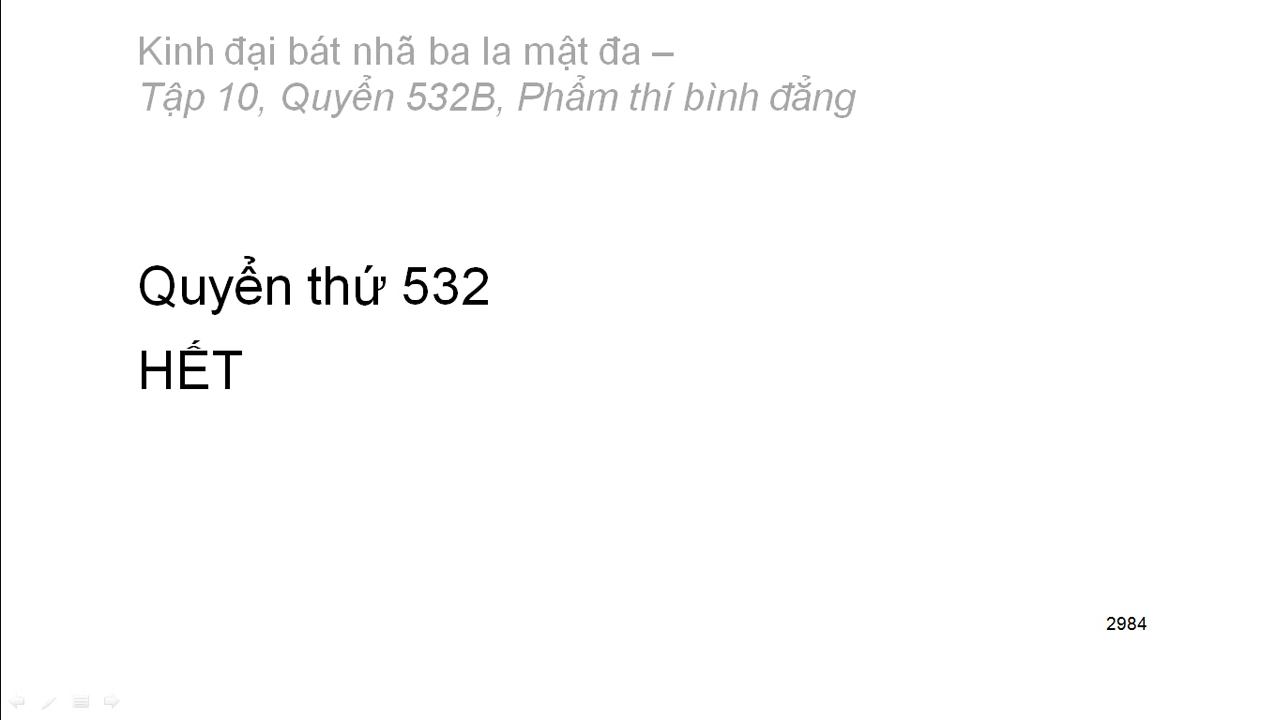 Kinh đại bát nhã ba la mật đa –
Tập 10, Quyển 532B, Phẩm thí bình đẳng
Quyển thứ 532
HẾT
2984